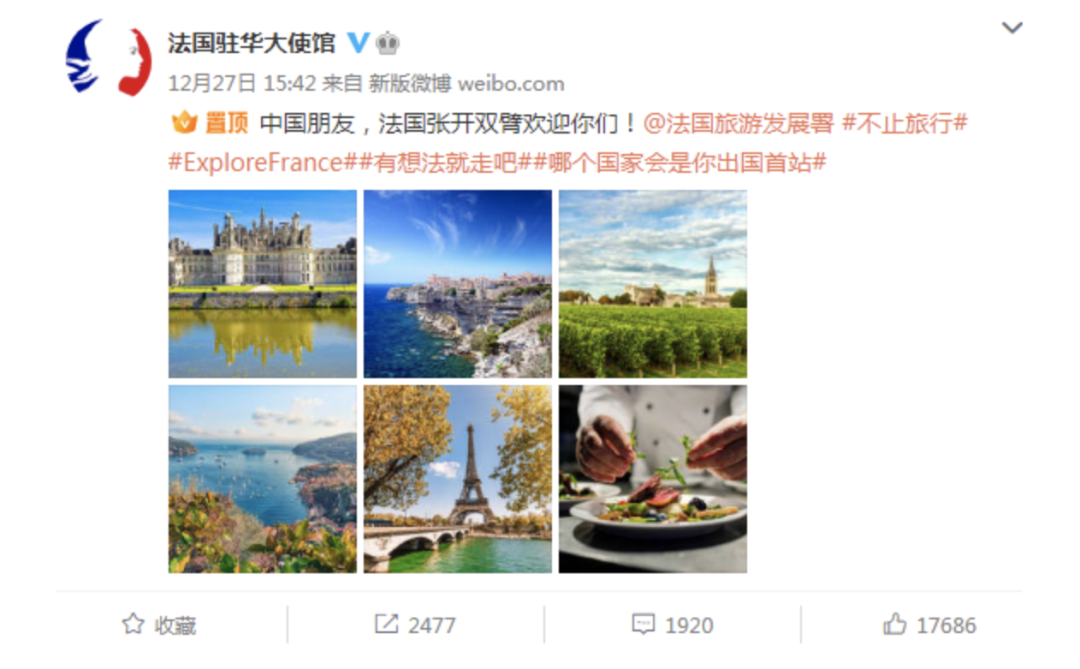 法国驻华大使馆
12月27日 15:42 来自 新版微博 weibo.com
置顶 中国朋友，法国张开双臂欢迎你们！@法国旅游发展署 #不止旅行#
#ExploreFrance##有想法就走吧##哪个国家会是你出国首站#
收藏 2477 1920 17686